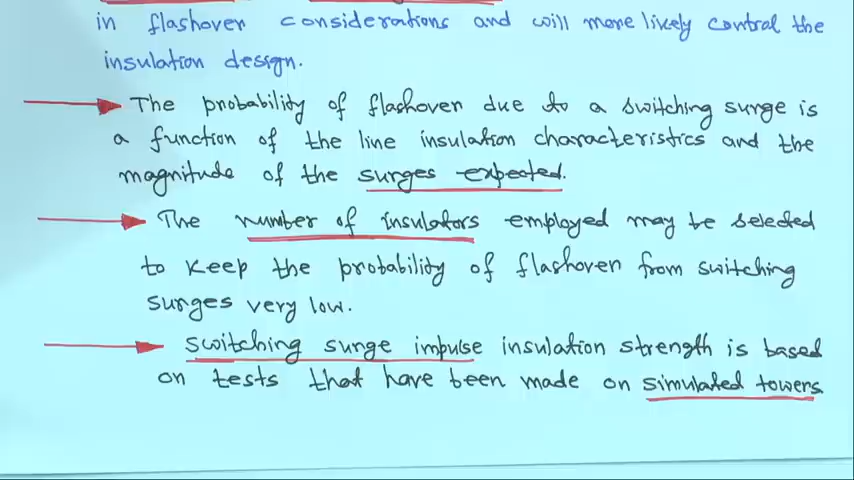 in flashover considerations and will more likely control the
insulation design.
The probability of flashover due to a switching surge is
a function of the line insulation characteristics and the
magnitude of the surges expected.
The number of insulators employed may be selected
to keep the probability of flashover from switching
surges very low.
Switching surge impulse insulation strength is based
on tests that have been made on simulated towers